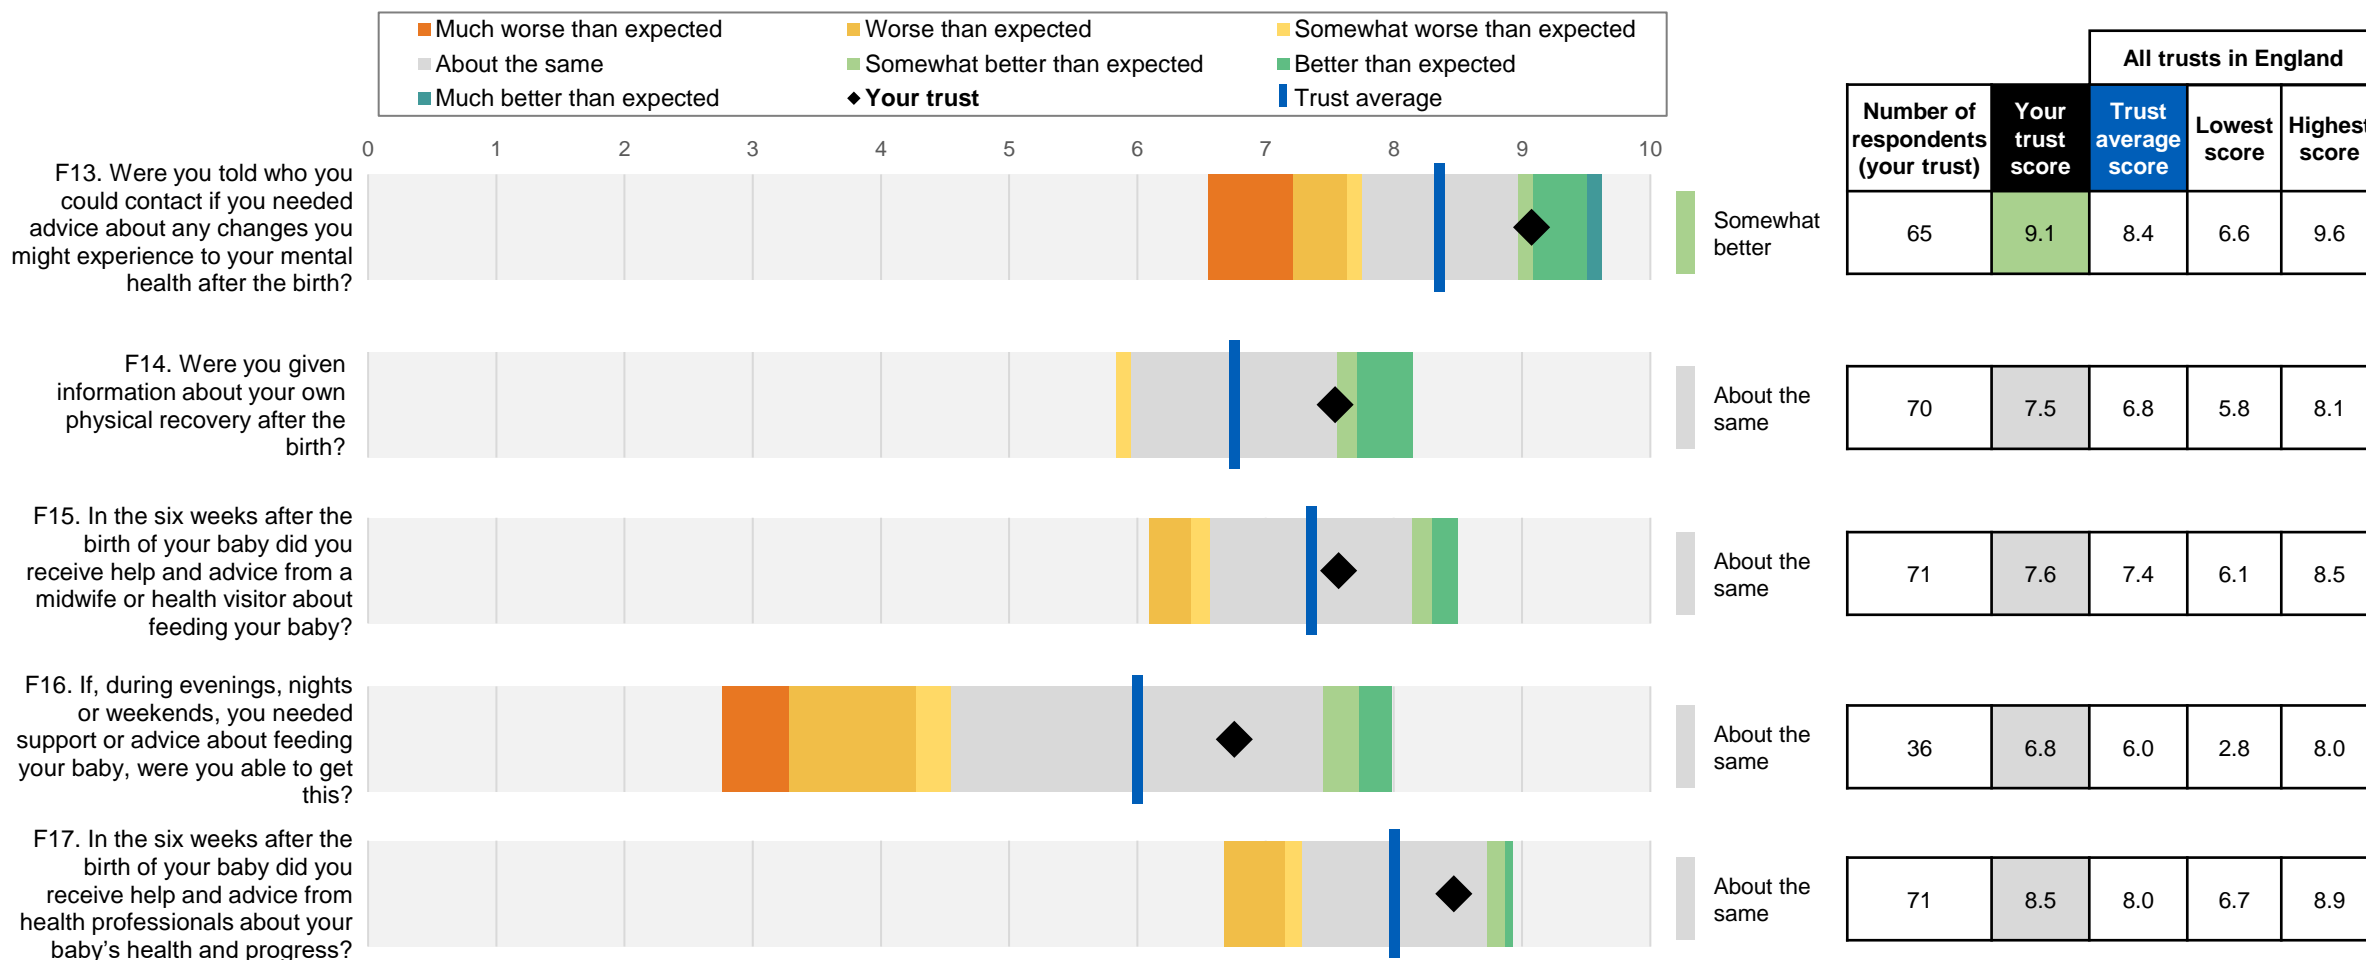 Much worse than expected
Worse than expected
Somewhat worse than expected
About the same
Somewhat better than expected
Better than expected
Much better than expected
Your trust
Trust average
All trusts in England
Number of respondents (your trust)
Your trust score
Trust average score
Lowest score
Highest score
0 1 2 3 4 5 6 7 8 9 10
F13. Were you told who you
could contact if you needed
advice about any changes you
might experience to your mental
health after the birth?
Somewhat
better
65 9.1 8.4 6.6 9.6
F14. Were you given
information about your own
physical recovery after the
birth?
About the
same
70 7.5 6.8 5.8 8.1
F15. In the six weeks after the
birth of your baby did you
receive help and advice from a
midwife or health visitor about
feeding your baby?
About the
same
71 7.6 7.4 6.1 8.5
F16. If, during evenings, nights
or weekends, you needed
support or advice about feeding
your baby, were you able to get
this?
About the
same
36 6.8 6.0 2.8 8.0
F17. In the six weeks after the
birth of your baby did you
receive help and advice from
health professionals about your
baby’s health and progress?
About the
same
71 8.5 8.0 6.7 8.9